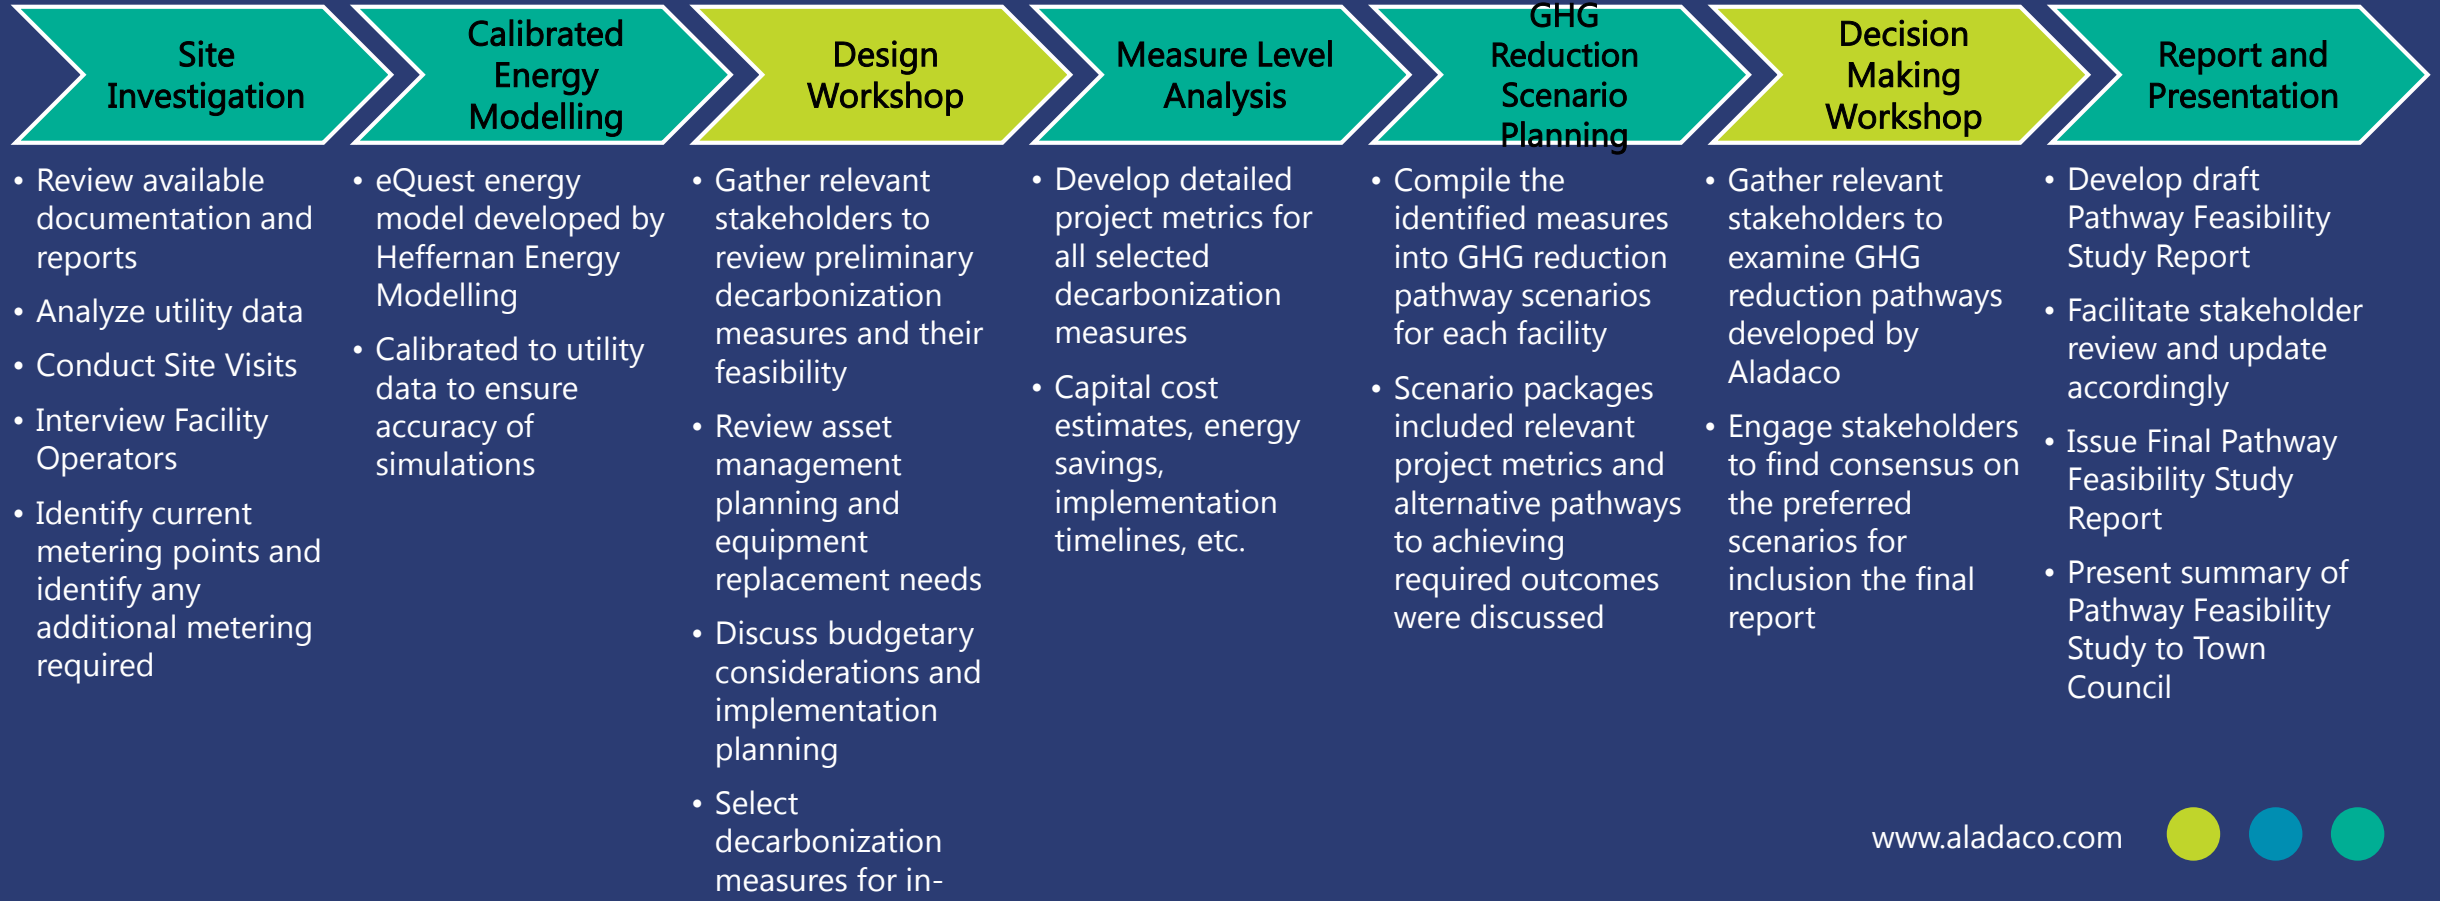 Site
Investigation
• Review available
documentation and
reports
• Analyze utility data
• Conduct Site Visits
• Interview Facility
Operators
• Identify current
metering points and
identify any
additional metering
required
Calibrated
Energy
Modelling
• eQuest energy
model developed by
Heffernan Energy
Modelling
• Calibrated to utility
data to ensure
accuracy of
simulations
Design
Workshop
• Gather relevant
stakeholders to
review preliminary
decarbonization
measures and their
feasibility
• Review asset
management
planning and
equipment
replacement needs
• Discuss budgetary
considerations and
implementation
planning
• Select
decarbonization
measures for in-
Measure Level
Analysis
• Develop detailed
project metrics for
all selected
decarbonization
measures
• Capital cost
estimates, energy
savings,
implementation
timelines, etc.
GHG
Reduction
Scenario
Planning
• Compile the
identified measures
into GHG reduction
pathway scenarios
for each facility
• Scenario packages
included relevant
project metrics and
alternative pathways
to achieving
required outcomes
were discussed
Decision
Making
Workshop
• Gather relevant
stakeholders to
examine GHG
reduction pathways
developed by
Aladaco
• Engage stakeholders
to find consensus on
the preferred
scenarios for
inclusion the final
report
Report and
Presentation
• Develop draft
Pathway Feasibility
Study Report
• Facilitate stakeholder
review and update
accordingly
• Issue Final Pathway
Feasibility Study
Report
• Present summary of
Pathway Feasibility
Study to Town
Council
www.aladaco.com